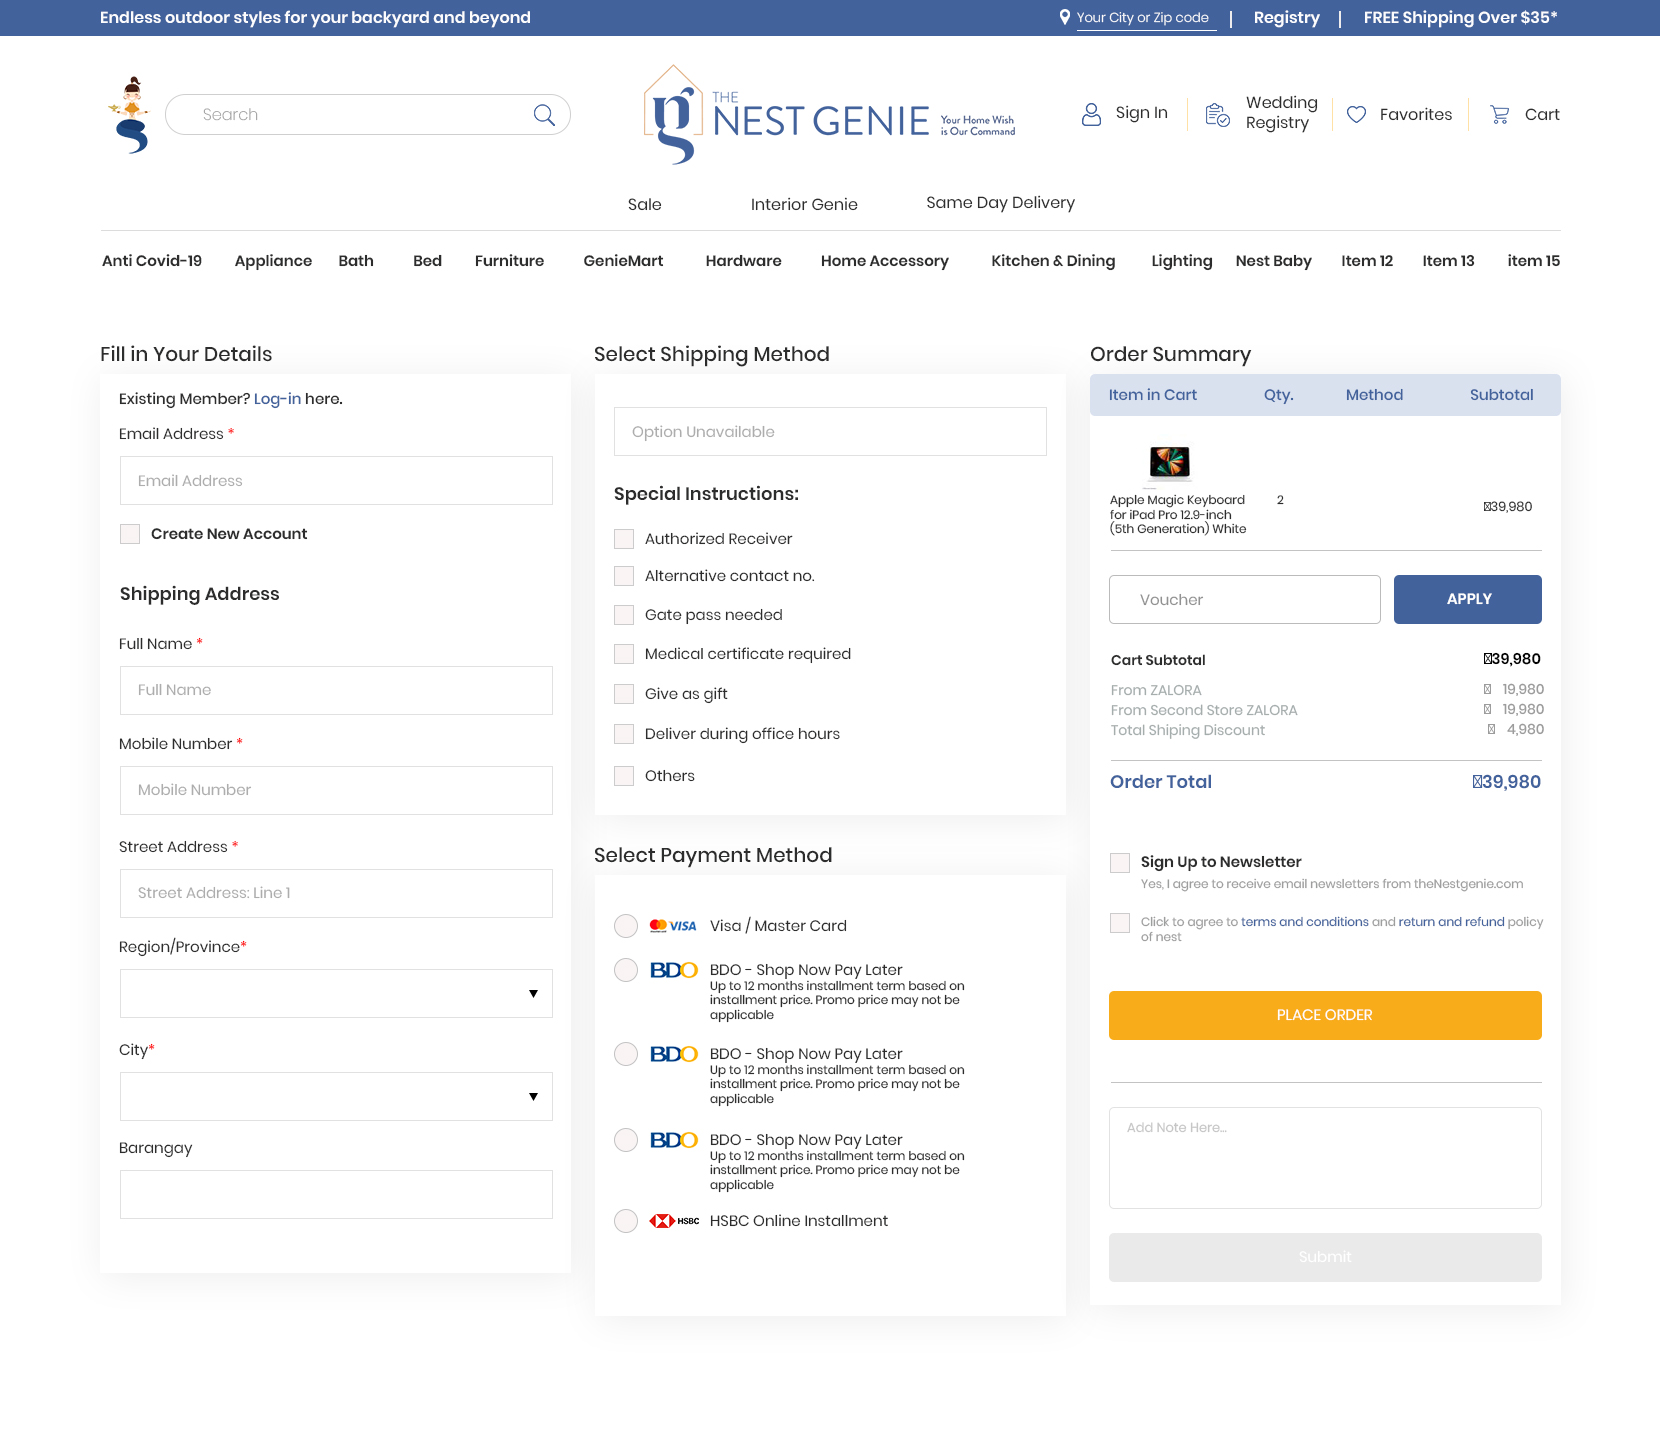 Endless outdoor styles for your backyard and beyond
Your City or Zip code | Registry | FREE Shipping Over $35*
Search
THE
NEST GENIE
Your Home Wish
is Our Command
Sign In
Wedding
Registry
Favorites
Cart
Sale
Interior Genie
Same Day Delivery
Anti Covid-19 Appliance Bath Bed Furniture GenieMart Hardware Home Accessory Kitchen & Dining Lighting Nest Baby Item 12 Item 13 item 15
Fill in Your Details
Existing Member? Log-in here.
Email Address *
Email Address
Create New Account
Shipping Address
Full Name *
Full Name
Mobile Number *
Mobile Number
Street Address *
Street Address: Line 1
Region/Province*
City*
Barangay
Select Shipping Method
Option Unavailable
Special Instructions:
Authorized Receiver
Alternative contact no.
Gate pass needed
Medical certificate required
Give as gift
Deliver during office hours
Others
Select Payment Method
VISA Visa / Master Card
BDO BDO - Shop Now Pay Later
Up to 12 months installment term based on
installment price. Promo price may not be
applicable
BDO BDO - Shop Now Pay Later
Up to 12 months installment term based on
installment price. Promo price may not be
applicable
BDO BDO - Shop Now Pay Later
Up to 12 months installment term based on
installment price. Promo price may not be
applicable
HSBC HSBC Online Installment
Order Summary
Item in Cart Qty. Method Subtotal
Apple Magic Keyboard
for iPad Pro 12.9-inch
(5th Generation) White
2
39,980
Voucher
APPLY
Cart Subtotal 39,980
From ZALORA 19,980
From Second Store ZALORA 19,980
Total Shiping Discount 4,980
Order Total 39,980
Sign Up to Newsletter
Yes, I agree to receive email newsletters from theNestgenie.com
Click to agree to terms and conditions and return and refund policy
of nest
PLACE ORDER
Add Note Here...
Submit